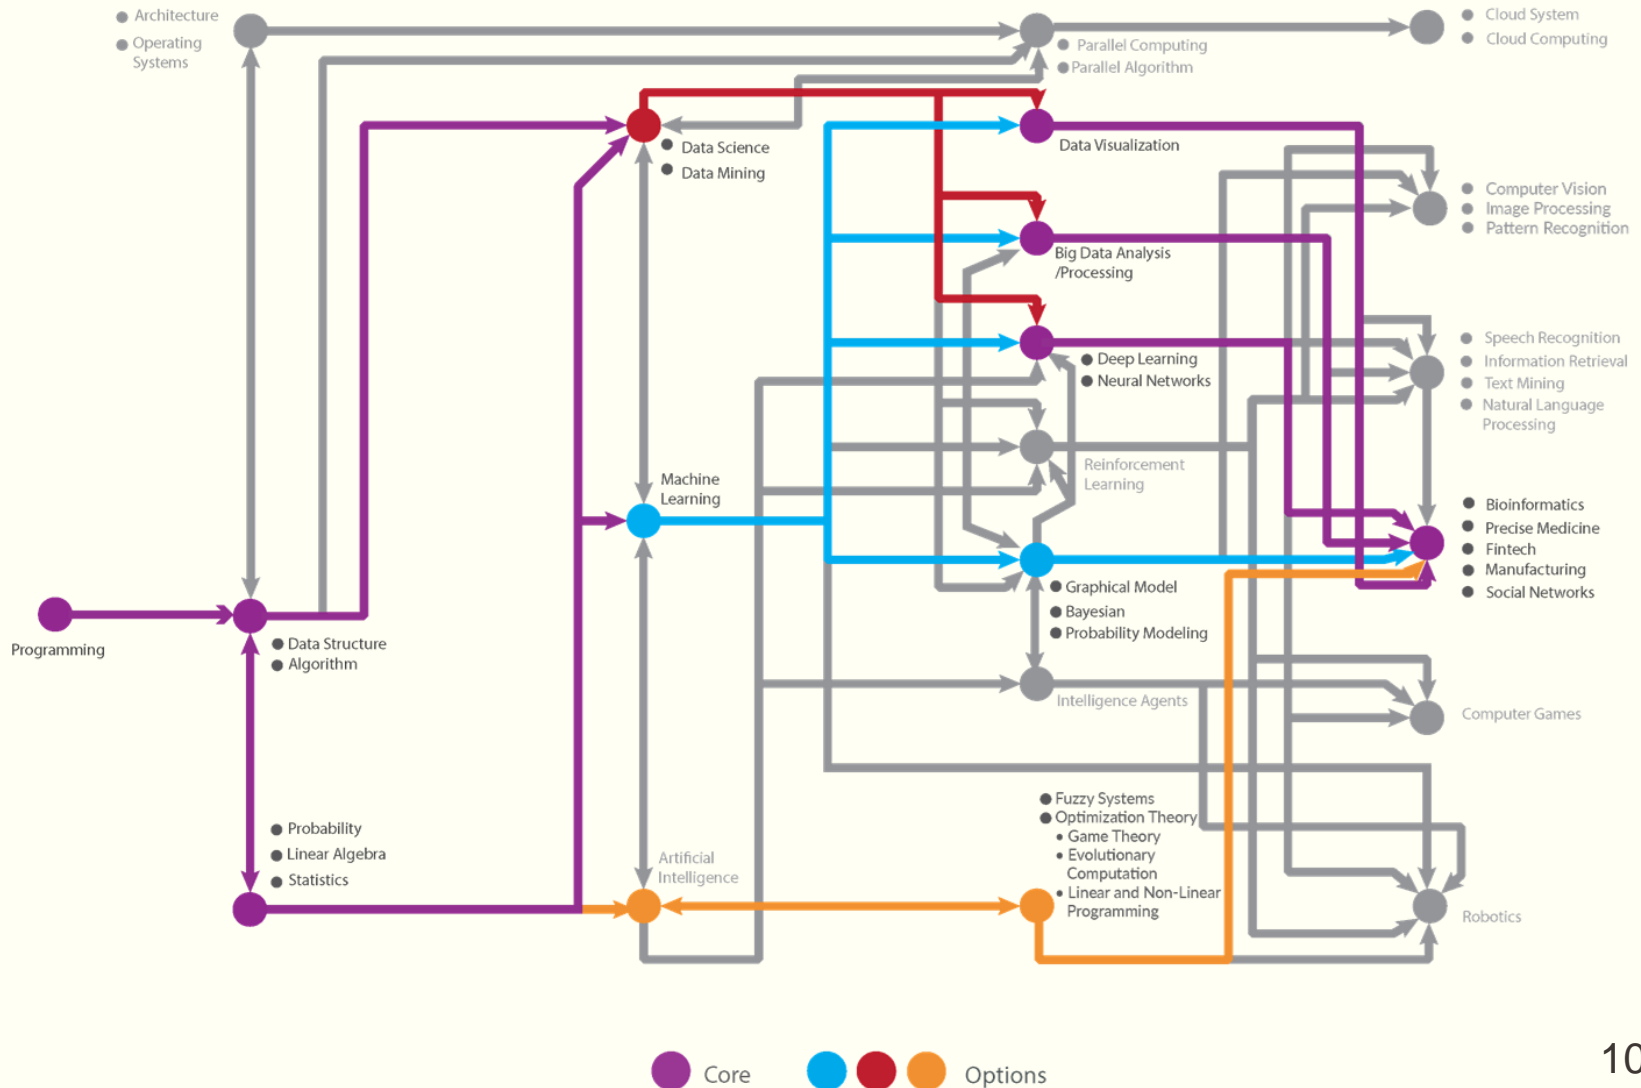 Architecture
Operating
Systems
Parallel Computing
Parallel Algorithm
Cloud System
Cloud Computing
Data Science
Data Mining
Data Visualization
Computer Vision
Image Processing
Pattern Recognition
Big Data Analysis
/Processing
Speech Recognition
Information Retrieval
Text Mining
Natural Language
Processing
Deep Learning
Neural Networks
Reinforcement
Learning
Machine
Learning
Bioinformatics
Precise Medicine
Fintech
Manufacturing
Social Networks
Graphical Model
Bayesian
Probability Modeling
Programming
Data Structure
Algorithm
Intelligence Agents
Computer Games
Probability
Linear Algebra
Statistics
Artificial
Intelligence
Fuzzy Systems
Optimization Theory
Game Theory
Evolutionary
Computation
Linear and Non-Linear
Programming
Robotics
Core
Options
10